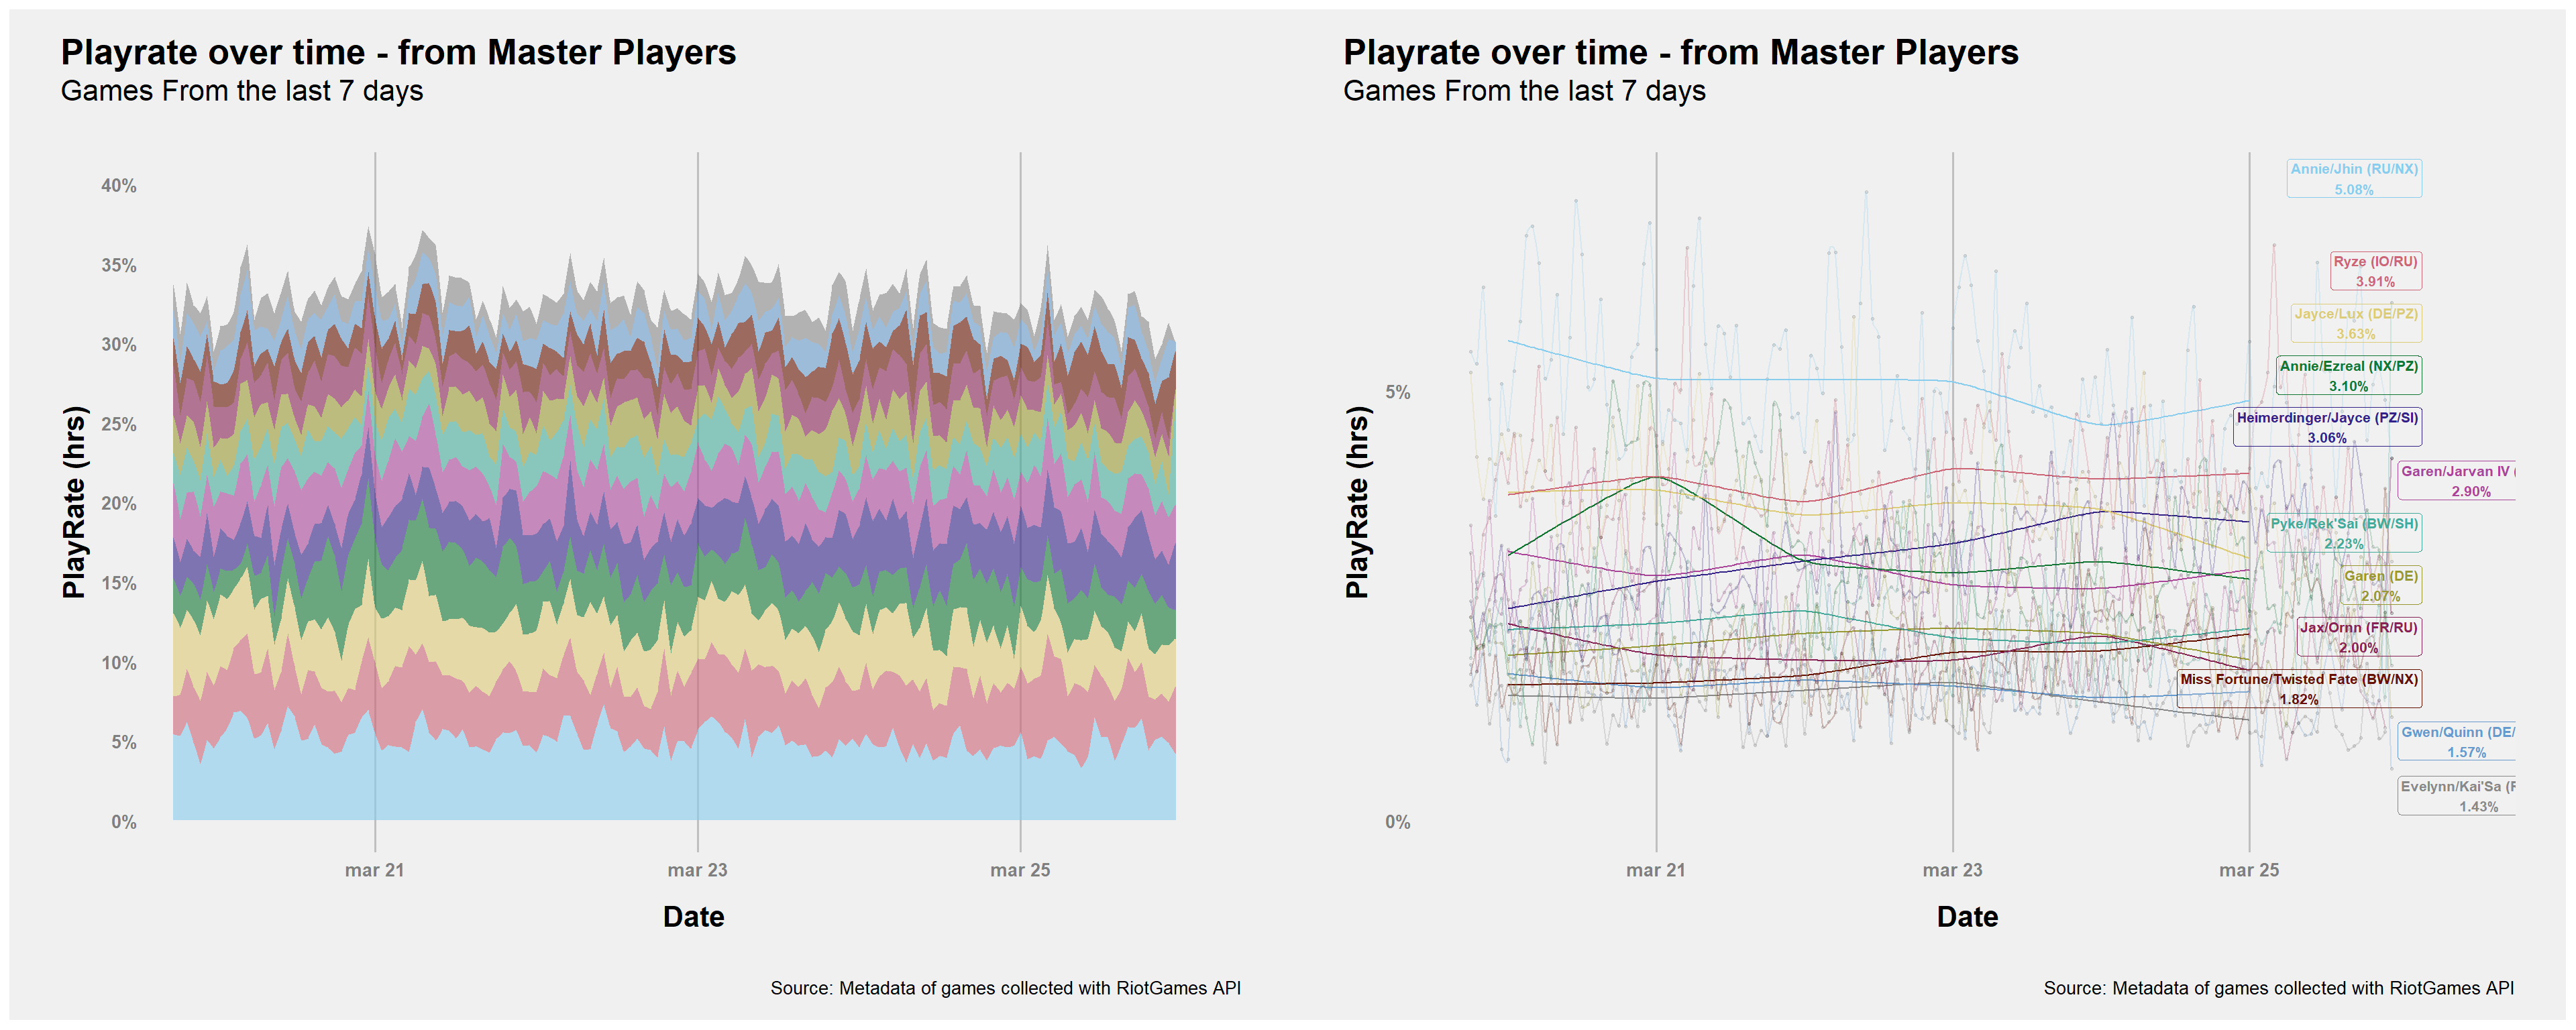 Playrate over time - from Master Players
Games From the last 7 days
PlayRate (hrs)
40%
35%
30%
25%
20%
15%
10%
5%
0%
mar 21
mar 23
mar 25
Date
Source: Metadata of games collected with RiotGames API
Playrate over time - from Master Players
Games From the last 7 days
PlayRate (hrs)
5%
0%
Annie/Jhin (RU/NX)
5.08%
Ryze (IO/RU)
3.91%
Jayce/Lux (DE/PZ)
3.63%
Annie/Ezreal (NX/PZ)
3.10%
Heimerdinger/Jayce (PZ/SI)
3.06%
Garen/Jarvan IV (
2.90%
Pyke/Rek'Sai (BW/SH)
2.23%
Garen (DE)
2.07%
Jax/Ornn (FR/RU)
2.00%
Miss Fortune/Twisted Fate (BW/NX)
1.82%
Gwen/Quinn (DE/
1.57%
Evelynn/Kai'Sa (
1.43%
mar 21
mar 23
mar 25
Date
Source: Metadata of games collected with RiotGames API